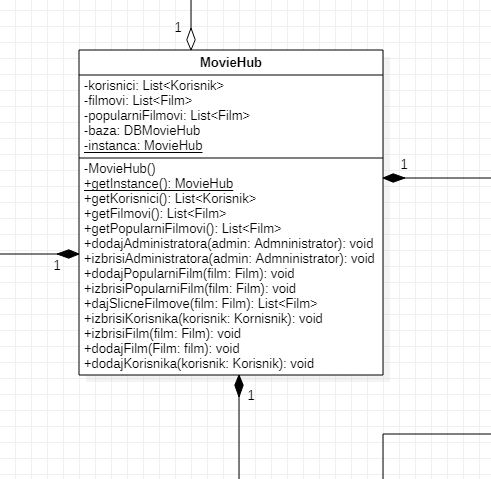 1
MovieHub
-korisnici: List<Korisnik>
-filmovi: List<Film>
-popularniFilmovi: List<Film>
-baza: DBMovieHub
-instanca: MovieHub
-MovieHub()
+getInstance(): MovieHub
+getKorisnici(): List<Korisnik>
+getFilmovi(): List<Film>
+getPopularniFilmovi(): List<Film>
+dodajAdministratora(admin: Admninistrator): void
+izbrisiAdministratora(admin: Admninistrator): void
+dodajPopularniFilm(film: Film): void
+izbrisiPopularniFilm(film: Film): void
+dajSlicneFilmove(film: Film): List<Film>
+izbrisiKorisnika(korisnik: Kornisnik): void
+izbrisiFilm(film: Film): void
+dodajFilm(Film: film): void
+dodajKorisnika(korisnik: Korisnik): void
1
1
1